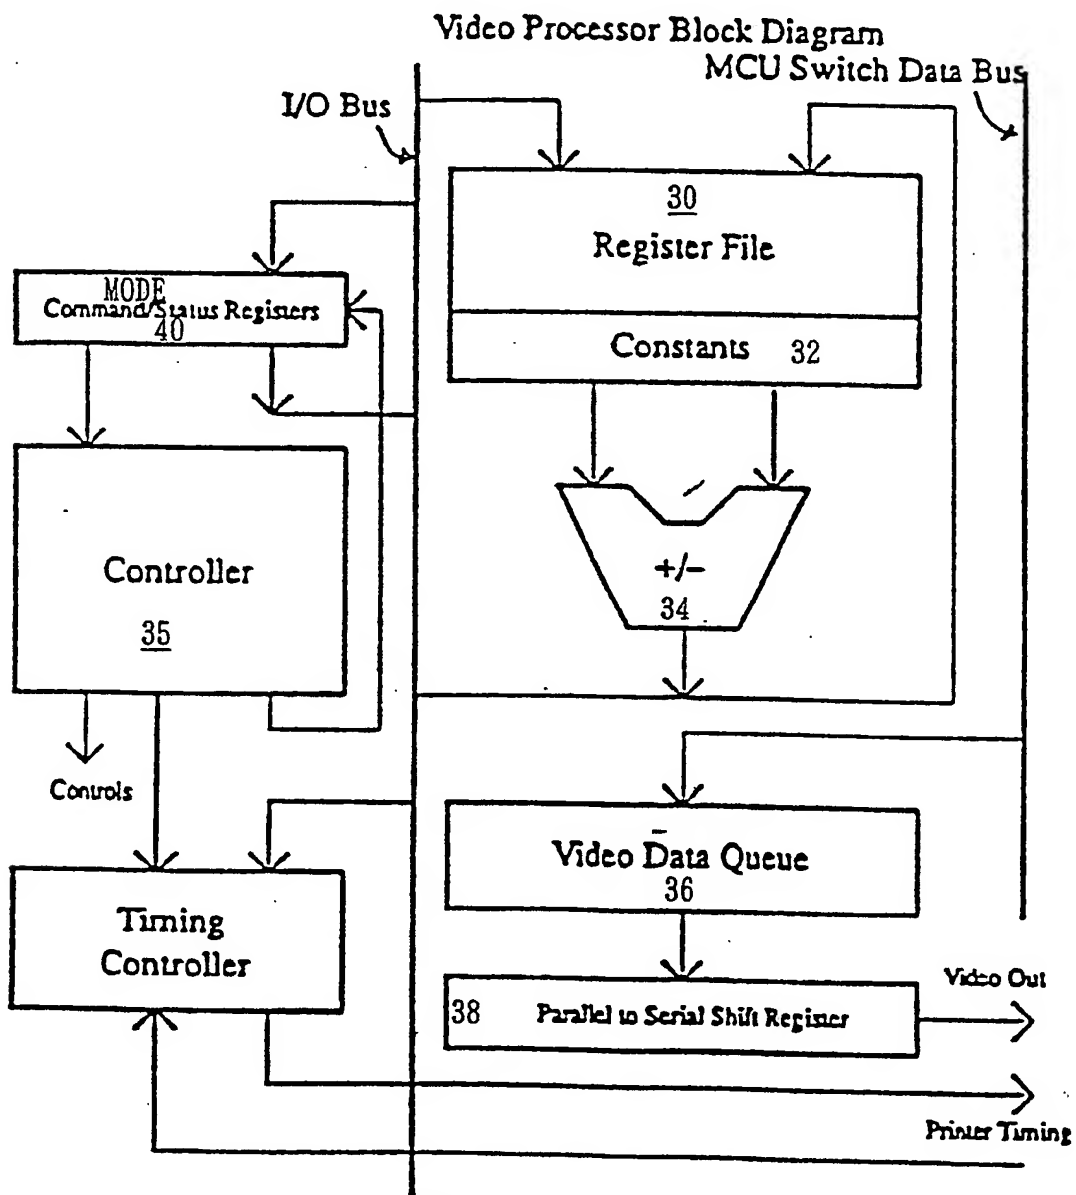 Video Processor Block Diagram
MCU Switch Data Bus
I/O Bus
30
Register File
MODE
Command/Status Registers
40
Constants 32
Controller
35
+/-
34
Controls
Video Data Queue
36
Timing
Controller
Video Out
38 Parallel to Serial Shift Register
Printer Timing